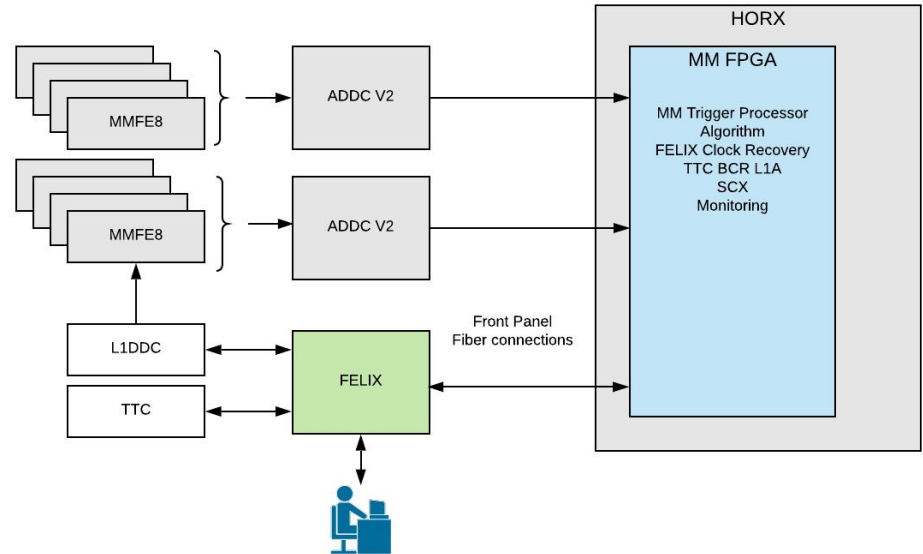 HORX
MM FPGA
MMFE8
ADDC V2
MM Trigger Processor
Algorithm
FELIX Clock Recovery
TTC BCR L1A
SCX
Monitoring
MMFE8
ADDC V2
Front Panel
Fiber connections
L1DDC
FELIX
TTC